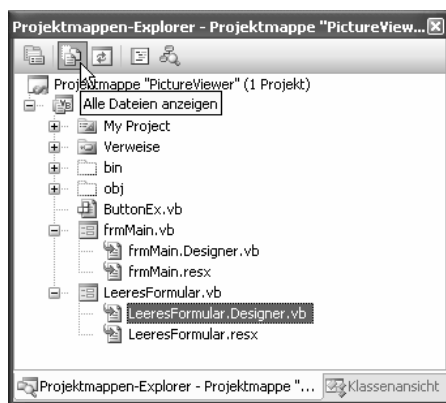 Projektmappen-Explorer - Projektmappe "PictureView...
Projektmappe "PictureViewer" (1 Projekt)
Alle Dateien anzeigen
My Project
Verweise
bin
obj
ButtonEx.vb
frmMain.vb
frmMain.Designer.vb
frmMain.resx
LeeresFormular.vb
LeeresFormular.Designer.vb
LeeresFormular.resx
Projektmappen-Explorer - Projektmappe "... Klassenansicht